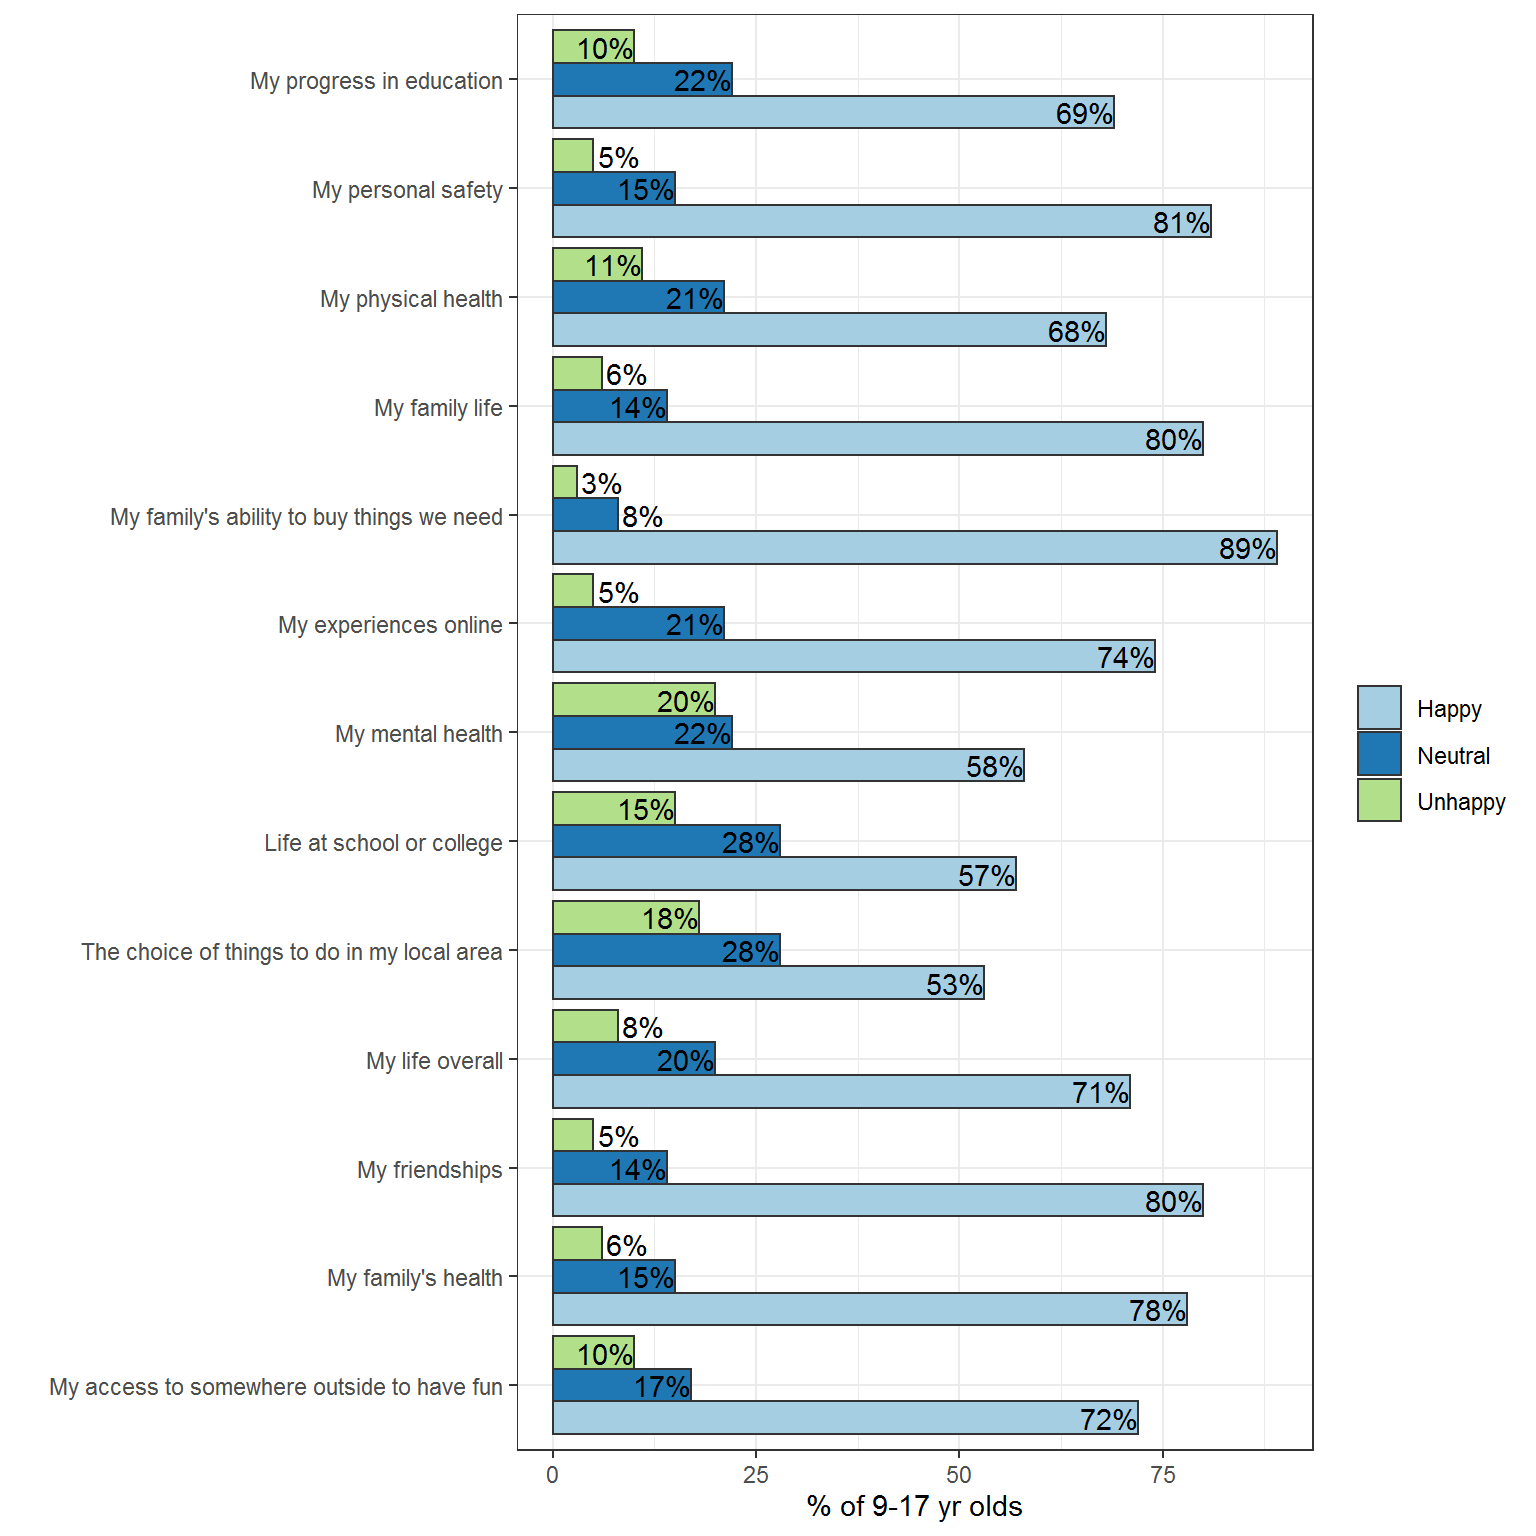 My progress in education
10%
22%
69%
My personal safety
5%
15%
81%
My physical health
11%
21%
68%
My family life
6%
14%
80%
My family's ability to buy things we need
3%
8%
89%
My experiences online
5%
21%
74%
My mental health
20%
22%
58%
Life at school or college
15%
28%
57%
The choice of things to do in my local area
18%
28%
53%
My life overall
8%
20%
71%
My friendships
5%
14%
80%
My family's health
6%
15%
78%
My access to somewhere outside to have fun
10%
17%
72%
0 25 50 75
% of 9-17 yr olds
Happy
Neutral
Unhappy